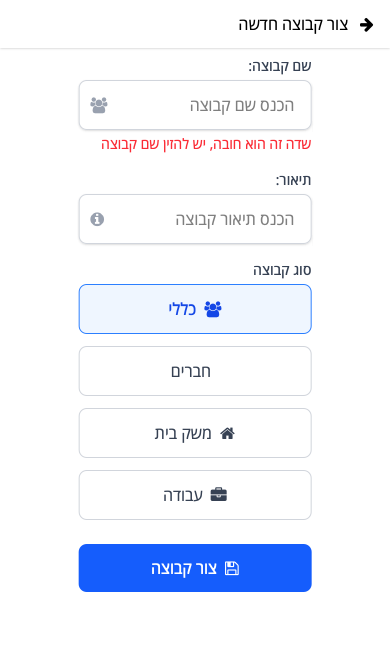 צור קבוצה חדשה
שם קבוצה:
הכנס שם קבוצה
שדה זה הוא חובה, יש להזין שם קבוצה
תיאור:
הכנס תיאור קבוצה
סוג קבוצה
כללי
חברים
משק בית
עבודה
צור קבוצה